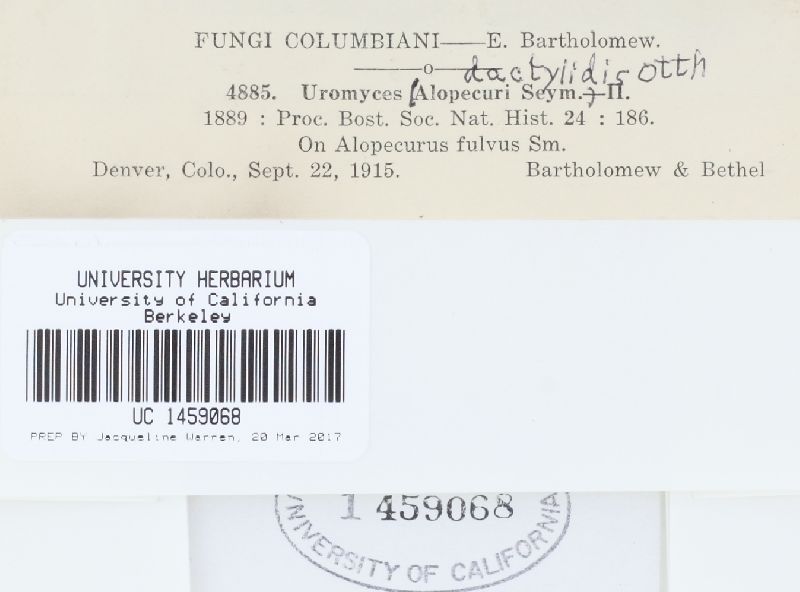 FUNGI COLUMBIANI—E. Bartholomew.
dactylidis Otth
4885. Uromyces (Alopecuri Seym.) II.
1889 : Proc. Bost. Soc. Nat. Hist. 24 : 186.
On Alopecurus fulvus Sm.
Denver, Colo., Sept. 22, 1915. Bartholomew & Bethel
UNIVERSITY HERBARIUM
University of California
Berkeley
UC 1459068
PREP BY Jacqueline Warren, 20 Mar 2017
1 459068
UNIVERSITY OF CALIFORNIA